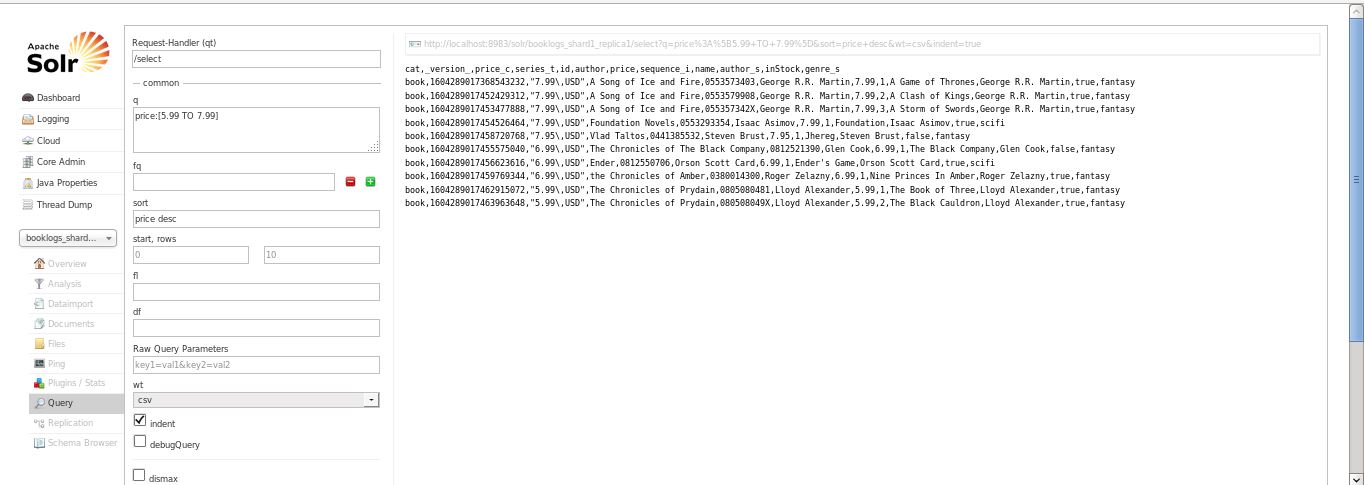 Apache
Solr
Dashboard
Logging
Cloud
Core Admin
Java Properties
Thread Dump
booklogs_shard...
Overview
Analysis
Dataimport
Documents
Files
Ping
Plugins / Stats
Query
Replication
Schema Browser
Request-Handler (qt)
/select
common
q
price:[5.99 TO 7.99]
fq
sort
price desc
start, rows
0
10
fl
df
Raw Query Parameters
key1=val1&key2=val2
wt
csv
indent
debugQuery
dismax
http://localhost:8983/solr/booklogs_shard1_replica1/select?q=price%3A%5B5.99+TO+7.99%5D&sort=price+desc&wt=csv&indent=true
cat,_version_,price_c,series_t,id,author,price,sequence_i,name,author_s,inStock,genre_s
book,1604289017368543232,"7.99\,USD",A Song of Ice and Fire,0553573403,George R.R. Martin,7.99,1,A Game of Thrones,George R.R. Martin,true,fantasy
book,1604289017452429312,"7.99\,USD",A Song of Ice and Fire,0553579908,George R.R. Martin,7.99,2,A Clash of Kings,George R.R. Martin,true,fantasy
book,1604289017453477888,"7.99\,USD",A Song of Ice and Fire,055357342X,George R.R. Martin,7.99,3,A Storm of Swords,George R.R. Martin,true,fantasy
book,1604289017454526464,"7.99\,USD",Foundation Novels,0553293354,Isaac Asimov,7.99,1,Foundation,Isaac Asimov,true,scifi
book,1604289017458720768,"7.95\,USD",Vlad Taltos,0441385532,Steven Brust,7.95,1,Jhereg,Steven Brust,false,fantasy
book,1604289017455575040,"6.99\,USD",The Chronicles of The Black Company,0812521390,Glen Cook,6.99,1,The Black Company,Glen Cook,false,fantasy
book,1604289017456623616,"6.99\,USD",Ender,0812550706,Orson Scott Card,6.99,1,Ender's Game,Orson Scott Card,true,scifi
book,1604289017459769344,"6.99\,USD",the Chronicles of Amber,0380014300,Roger Zelazny,6.99,1,Nine Princes In Amber,Roger Zelazny,true,fantasy
book,1604289017462915072,"5.99\,USD",The Chronicles of Prydain,0805080481,Lloyd Alexander,5.99,1,The Book of Three,Lloyd Alexander,true,fantasy
book,1604289017463963648,"5.99\,USD",The Chronicles of Prydain,080508049X,Lloyd Alexander,5.99,2,The Black Cauldron,Lloyd Alexander,true,fantasy